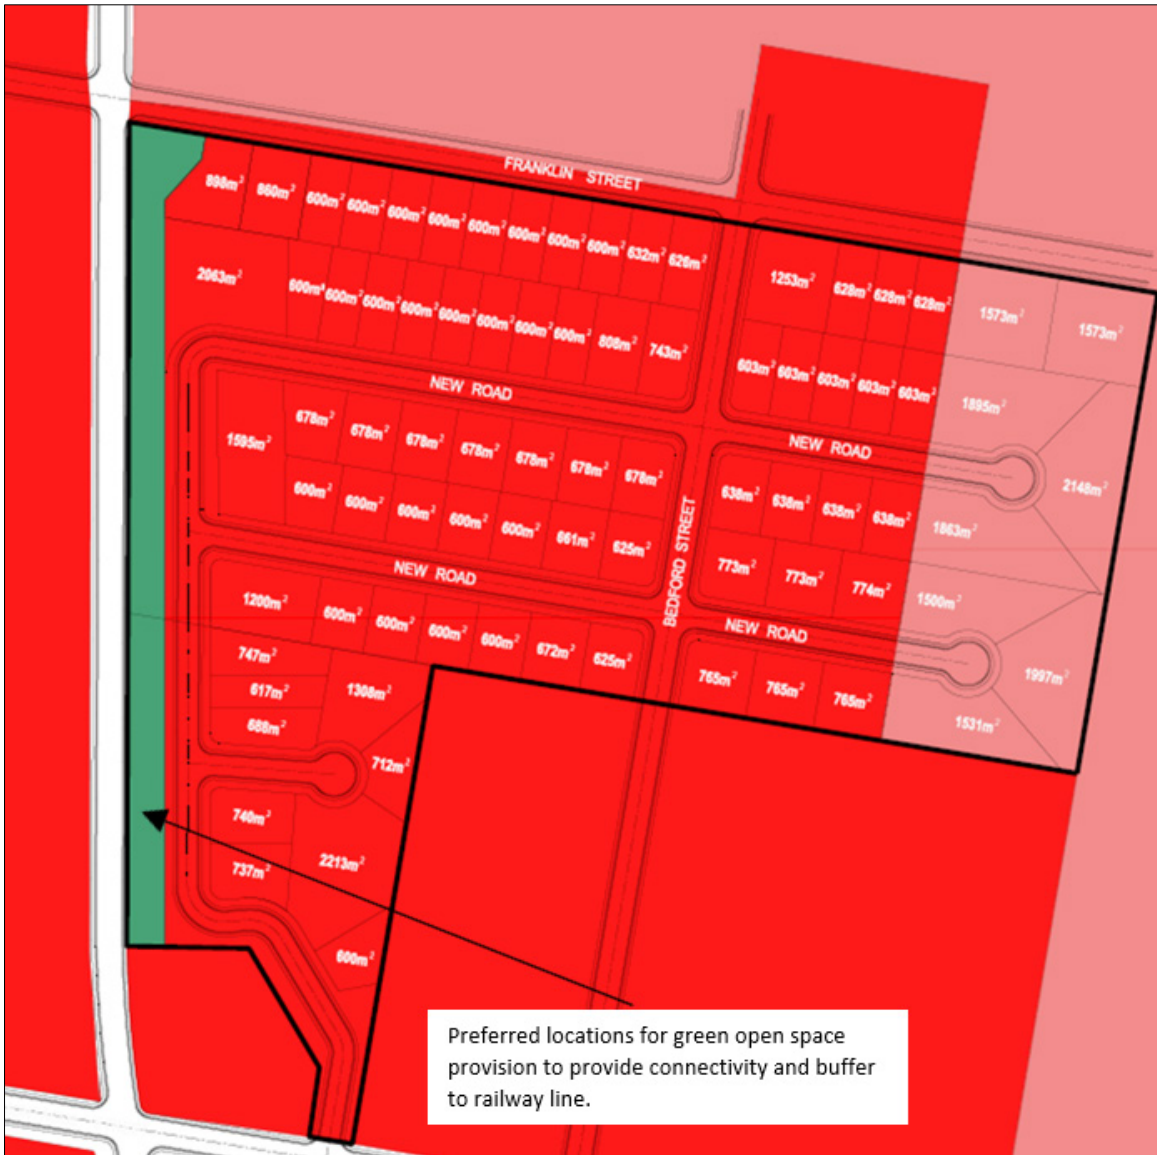 FRANKLIN STREET
898m²
860m²
600m²
600m²
600m²
600m²
600m²
600m²
600m²
600m²
632m²
626m²
1253m²
628m²
628m²
628m²
1573m²
1573m²
2063m²
600m²
600m²
600m²
600m²
600m²
600m²
600m²
600m²
808m²
743m²
603m²
603m²
603m²
603m²
603m²
1895m²
NEW ROAD
NEW ROAD
1595m²
678m²
678m²
678m²
678m²
678m²
678m²
678m²
2148m²
600m²
600m²
600m²
600m²
600m²
661m²
625m²
638m²
638m²
638m²
638m²
1863m²
BEDFORD STREET
NEW ROAD
773m²
773m²
774m²
1500m²
NEW ROAD
1200m²
600m²
600m²
600m²
600m²
672m²
625m²
765m²
765m²
765m²
1997m²
1531m²
747m²
617m²
688m²
1308m²
712m²
740m²
737m²
2213m²
600m²
Preferred locations for green open space
provision to provide connectivity and buffer
to railway line.